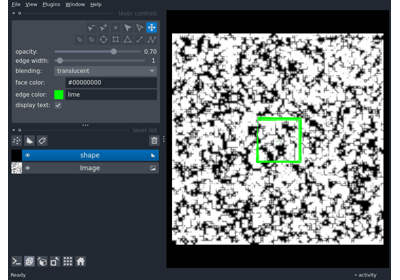 File View Plugins Window Help
layer controls
opacity: 0.70
edge width: 1
blending: translucent
face color: #00000000
edge color: lime
display text:
layer list
shape
Image
Ready
activity